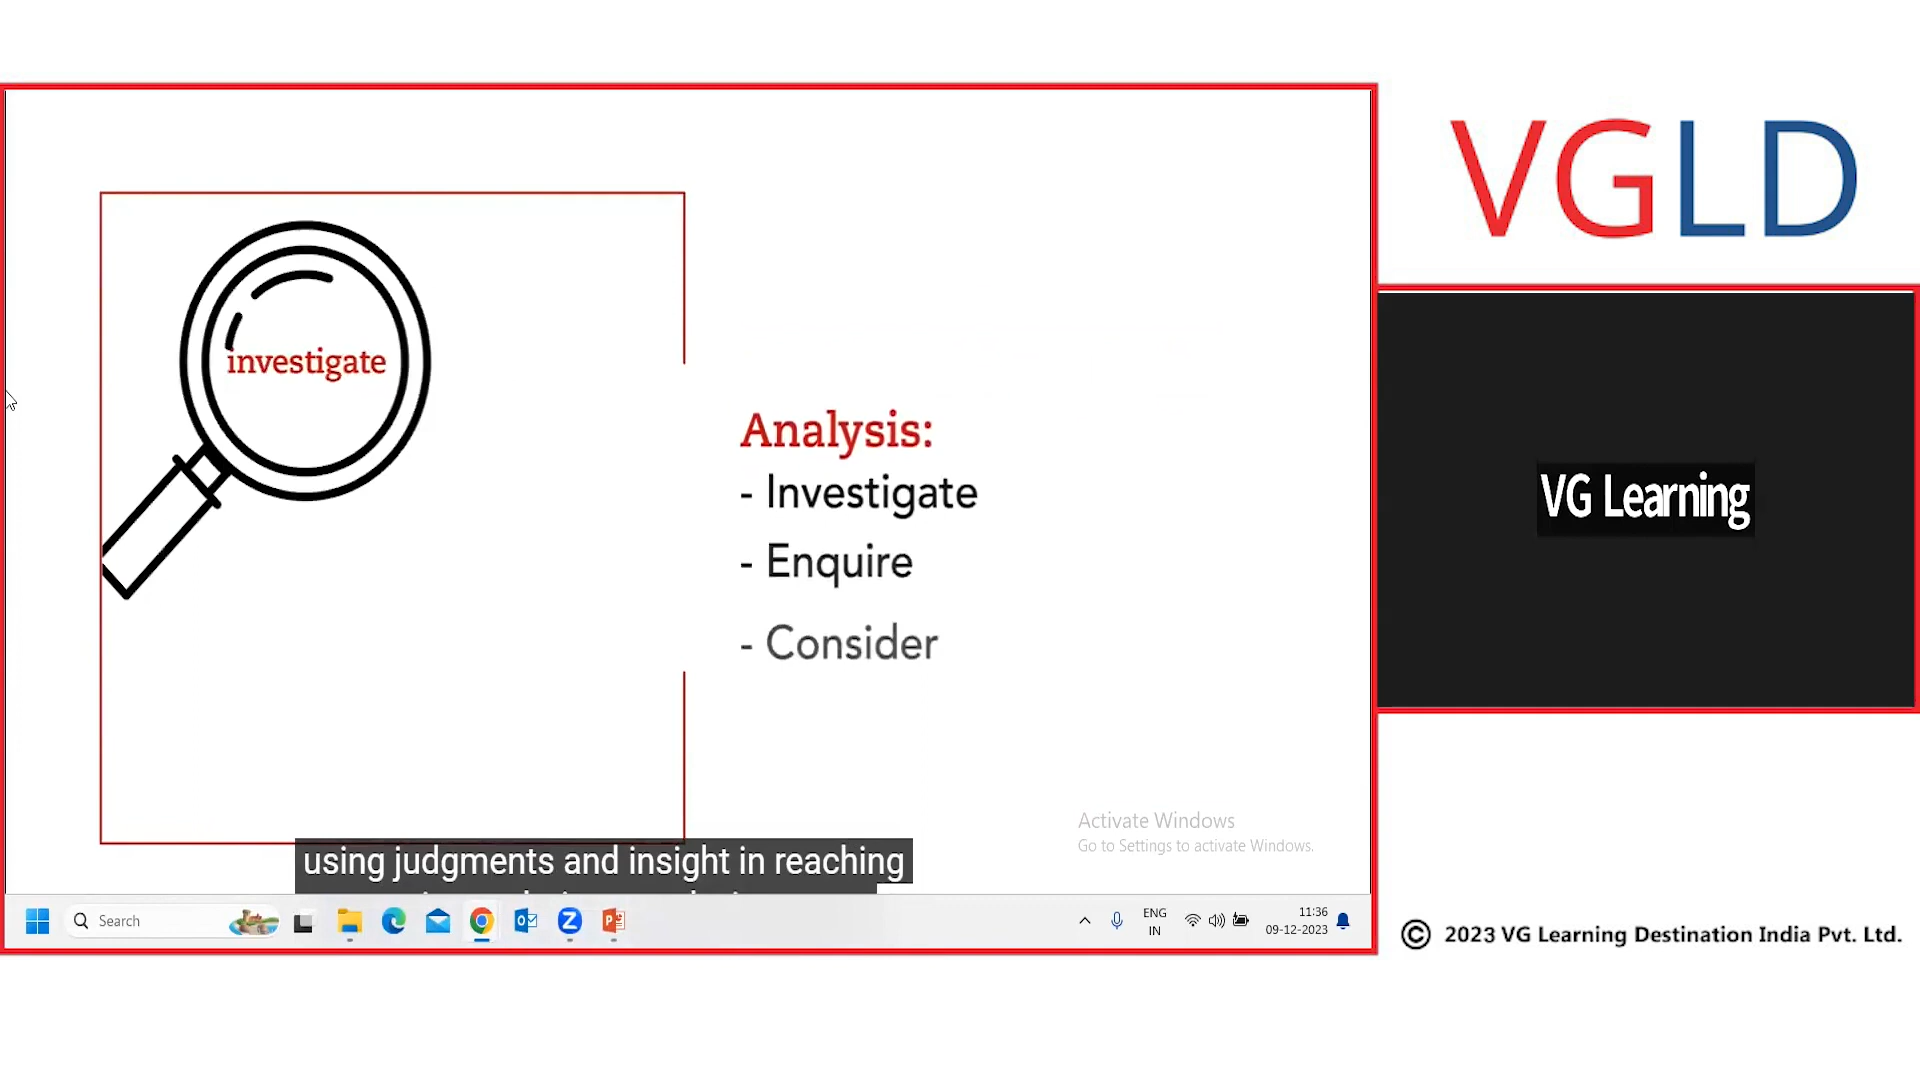 VGLD
investigate
Analysis:
- Investigate
- Enquire
- Consider
VG Learning
Activate Windows
Go to Settings to activate Windows.
using judgments and insight in reaching
Search
ENG
IN
11:36
09-12-2023
© 2023 VG Learning Destination India Pvt. Ltd.